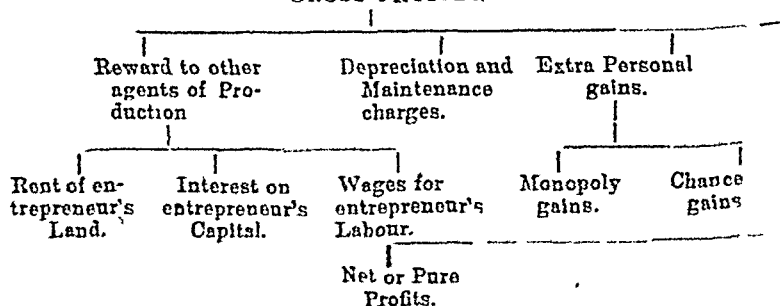 Reward to other
agents of Pro-
duction
Depreciation and
Maintenance
charges.
Extra Personal
gains.
Rent of en-
trepreneur's
Land.
Interest on
entrepreneur's
Capital.
Wages for
entrepreneur's
Labour.
Monopoly
gains.
Chance
gains
Net or Pure
Profits.